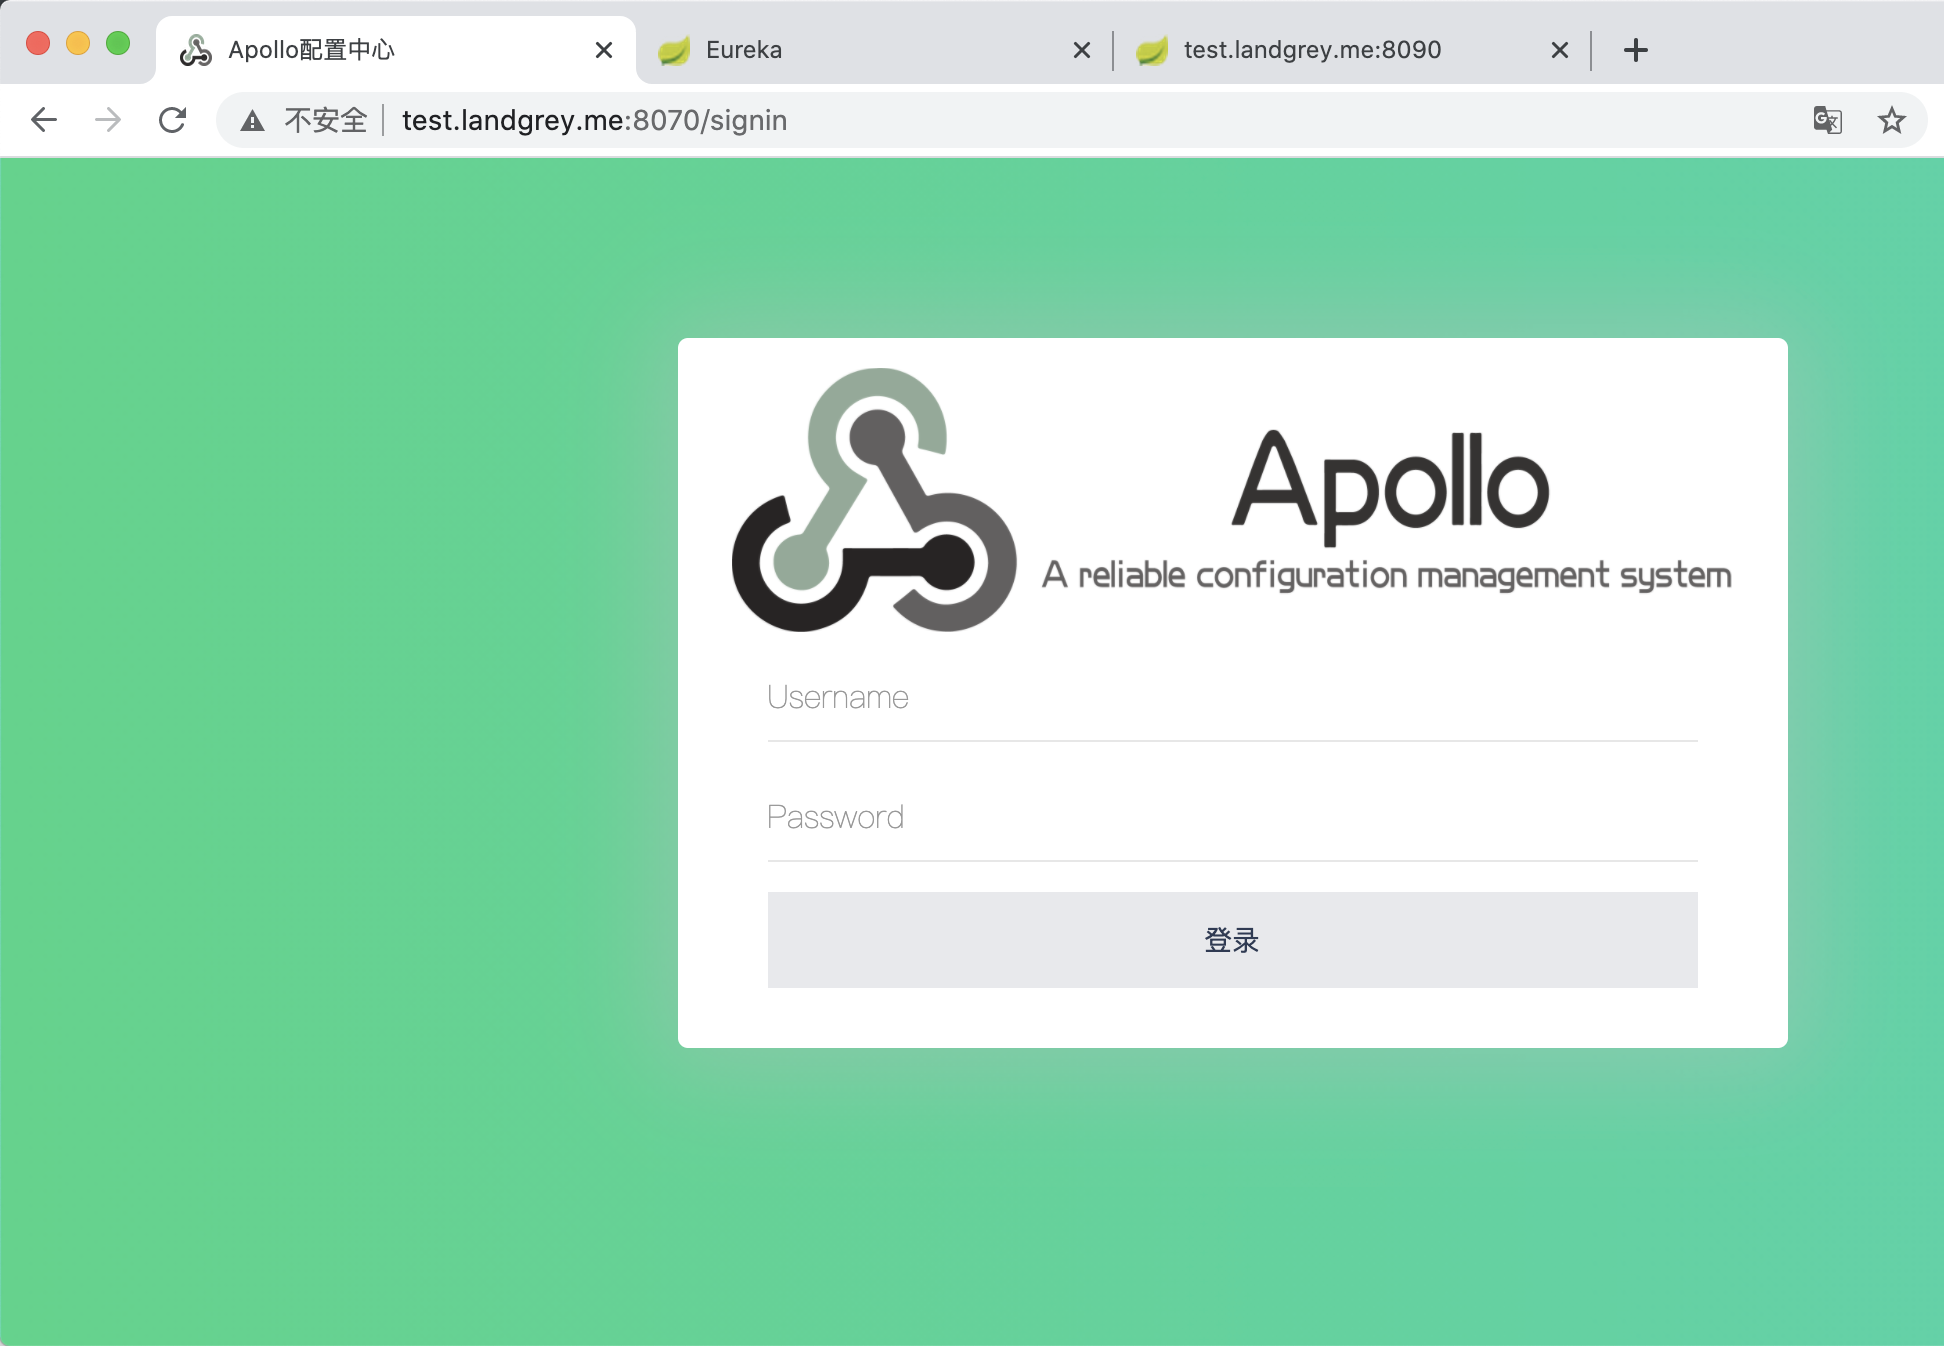 Apollo配置中心
Eureka
test.landgrey.me:8090
不安全
test.landgrey.me:8070/signin
Apollo
A reliable configuration management system
Username
Password
登录